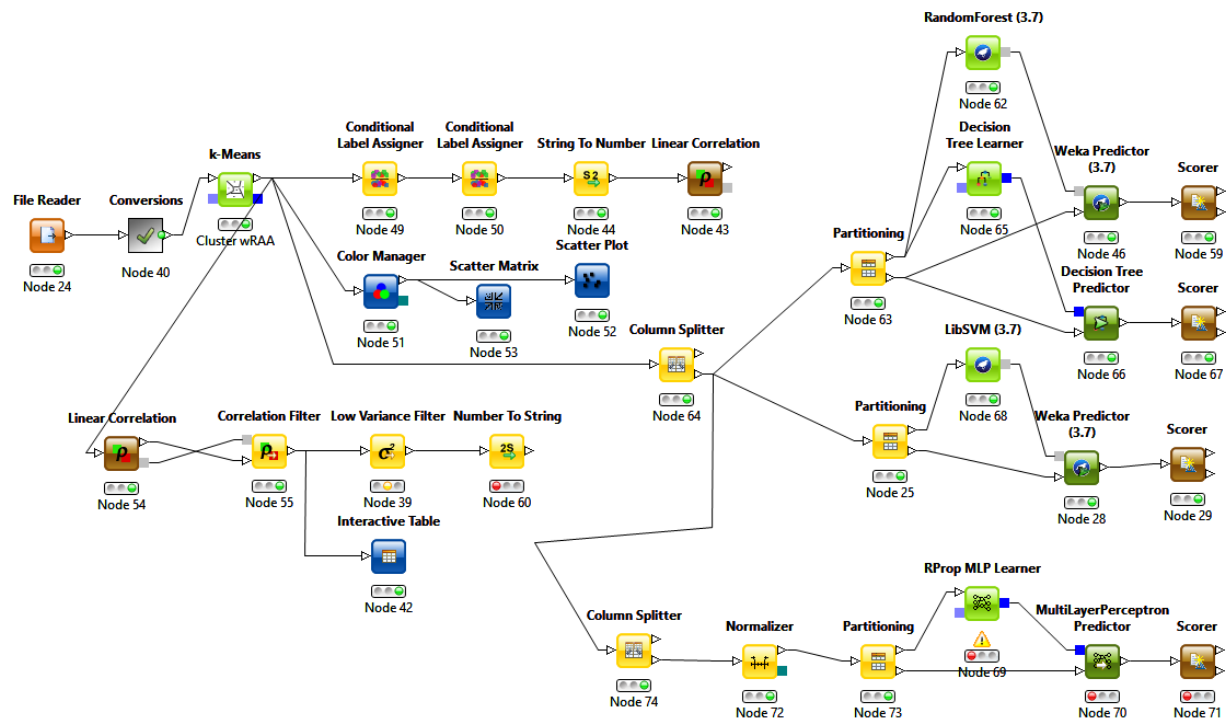 RandomForest (3.7)
Node 62
Conditional
Label Assigner
Node 49
Conditional
Label Assigner
Node 50
String To Number
S2
Node 44
Linear Correlation
ρ
Node 43
Decision
Tree Learner
Node 65
Weka Predictor
(3.7)
Node 46
Scorer
Node 59
k-Means
Cluster wRAA
File Reader
Node 24
Conversions
Node 40
Color Manager
Node 51
Scatter Matrix
Node 53
Scatter Plot
Node 52
Partitioning
Node 63
Decision Tree
Predictor
Node 66
Scorer
Node 67
Column Splitter
Node 64
LibSVM (3.7)
Node 68
Partitioning
Node 25
Weka Predictor
(3.7)
Node 28
Scorer
Node 29
Linear Correlation
ρ
Node 54
Correlation Filter
ρ
Node 55
Low Variance Filter
σ²
Node 39
Number To String
2S
Node 60
Interactive Table
Node 42
Column Splitter
Node 74
Normalizer
Node 72
Partitioning
Node 73
RProp MLP Learner
Node 69
MultiLayerPerceptron
Predictor
Node 70
Scorer
Node 71